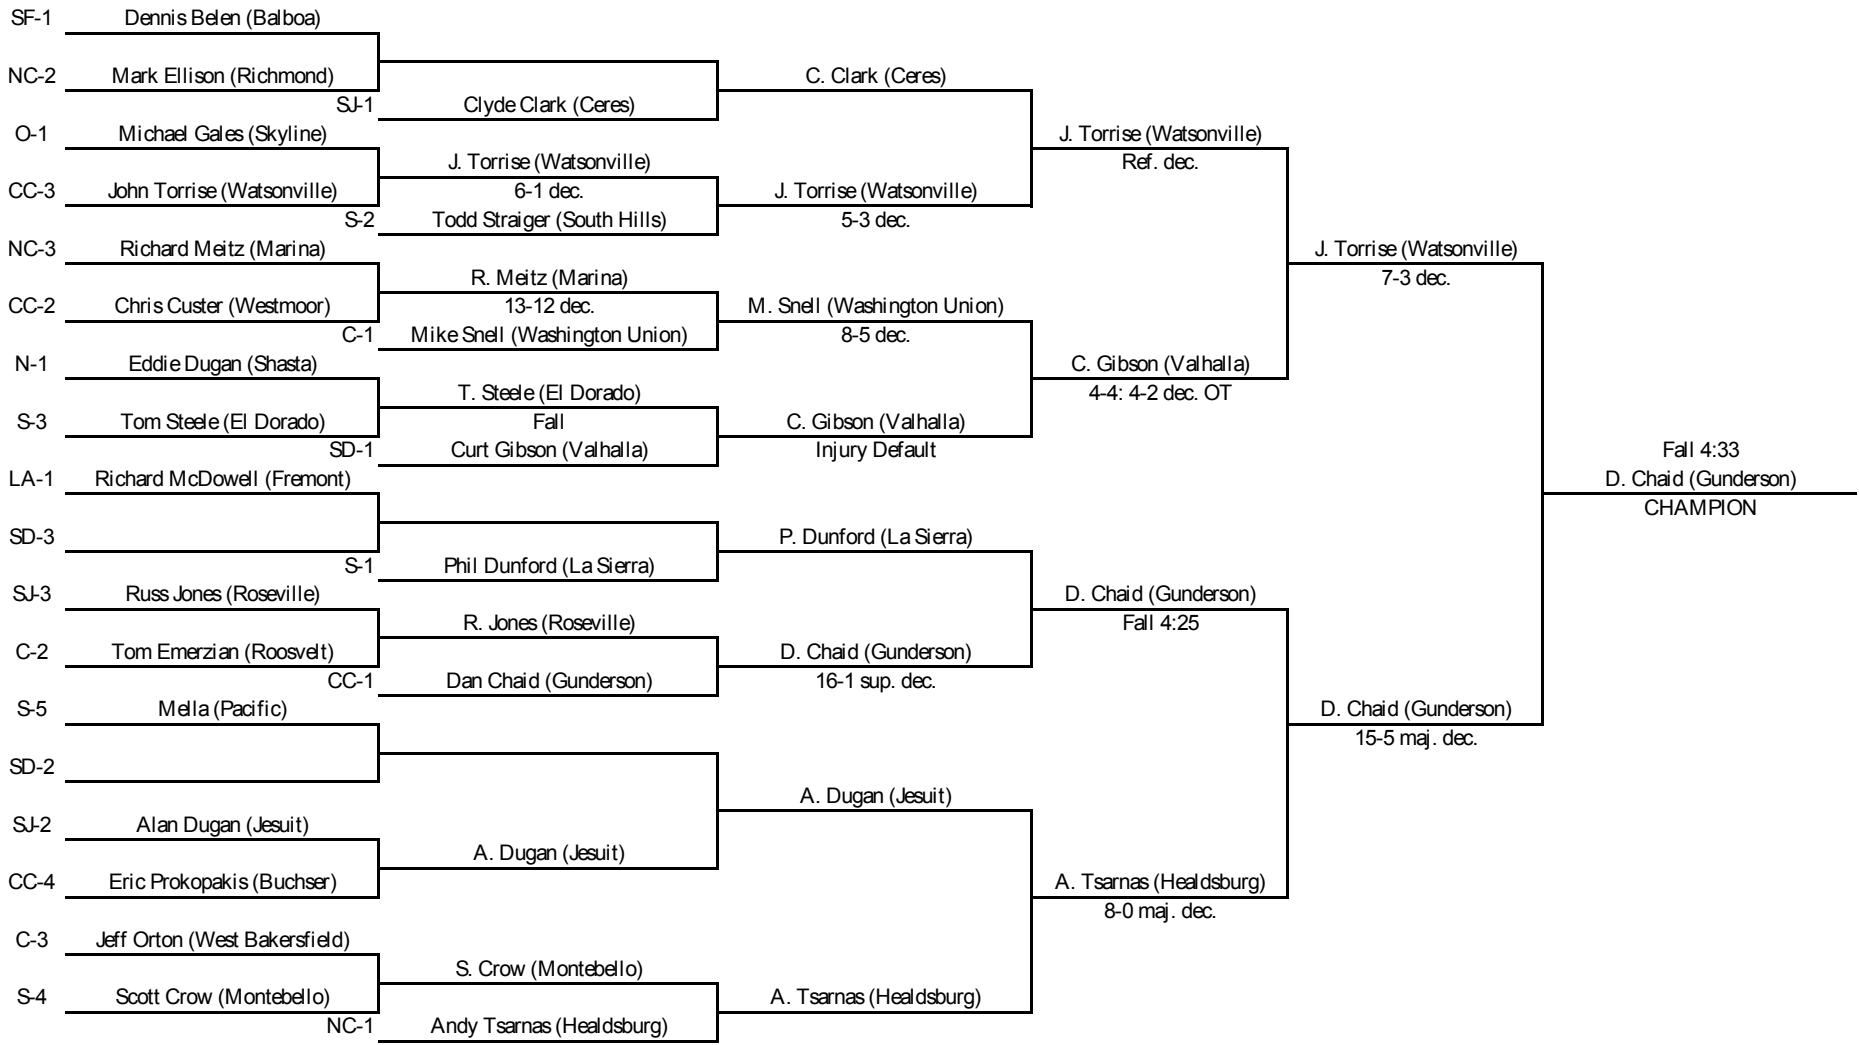 SF-1 Dennis Belen (Balboa)
NC-2 Mark Ellison (Richmond) C. Clark (Ceres)
SJ-1 Clyde Clark (Ceres)
O-1 Michael Gales (Skyline) J. Torrise (Watsonville)
J. Torrise (Watsonville) Ref. dec.
CC-3 John Torrise (Watsonville) 6-1 dec. J. Torrise (Watsonville)
S-2 Todd Straiger (South Hills) 5-3 dec.
NC-3 Richard Meitz (Marina) J. Torrise (Watsonville)
R. Meitz (Marina) 7-3 dec.
CC-2 Chris Custer (Westmoor) 13-12 dec. M. Snell (Washington Union)
C-1 Mike Snell (Washington Union) 8-5 dec.
N-1 Eddie Dugan (Shasta) C. Gibson (Valhalla)
T. Steele (El Dorado) 4-4: 4-2 dec. OT
S-3 Tom Steele (El Dorado) Fall C. Gibson (Valhalla)
SD-1 Curt Gibson (Valhalla) Injury Default Fall 4:33
LA-1 Richard McDowell (Fremont) D. Chaid (Gunderson)
CHAMPION
SD-3 P. Dunford (La Sierra)
S-1 Phil Dunford (La Sierra)
SJ-3 Russ Jones (Roseville) D. Chaid (Gunderson)
R. Jones (Roseville) Fall 4:25
C-2 Tom Emerzian (Roosvelt) D. Chaid (Gunderson)
CC-1 Dan Chaid (Gunderson) 16-1 sup. dec.
S-5 Mella (Pacific) D. Chaid (Gunderson)
15-5 maj. dec.
SD-2
A. Dugan (Jesuit)
SJ-2 Alan Dugan (Jesuit)
A. Dugan (Jesuit)
CC-4 Eric Prokopakis (Buchser) A. Tsarnas (Healdsburg)
8-0 maj. dec.
C-3 Jeff Orton (West Bakersfield)
S. Crow (Montebello)
S-4 Scott Crow (Montebello) A. Tsarnas (Healdsburg)
NC-1 Andy Tsarnas (Healdsburg)